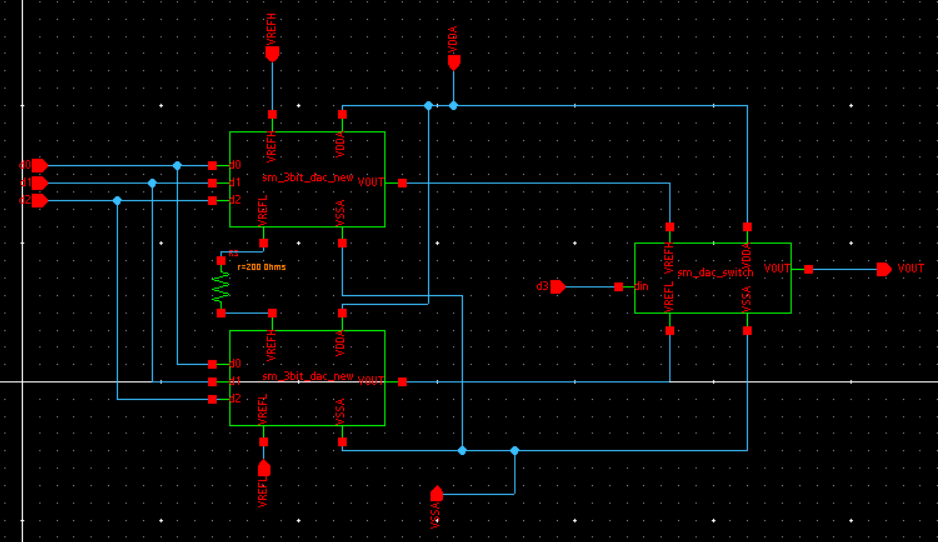 VREFH
VDDA
d0
d1
d2
VREFH
VDDA
d0
d1
d2
sm_3bit_dac_new
VOUT
VREFL
VSSA
r=200 Ohms
d3
VREFH
VDDA
din
sm_dac_switch
VOUT
VREFL
VSSA
VOUT
VREFH
VDDA
d0
d1
d2
sm_3bit_dac_new
VOUT
VREFL
VSSA
VREFL
VSSA